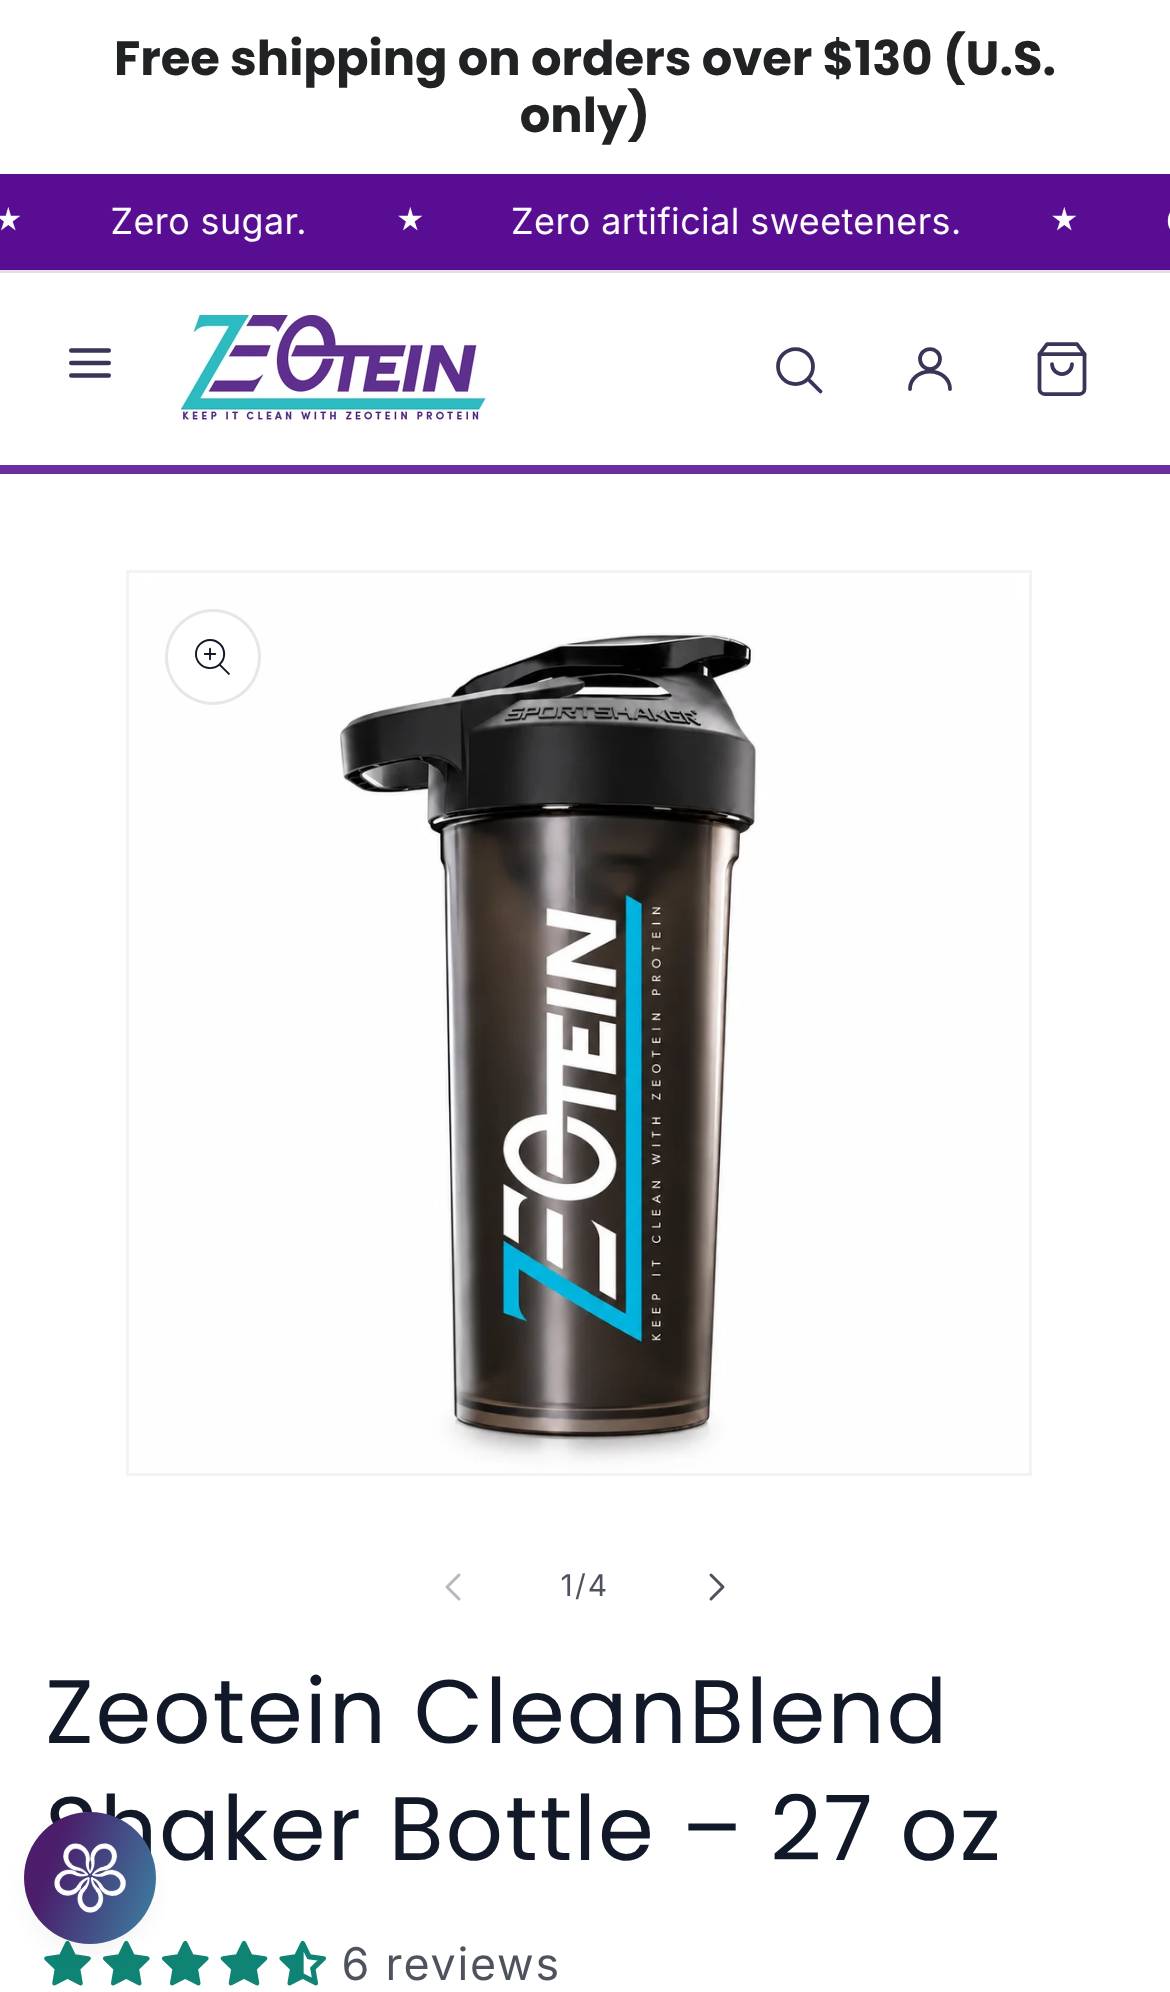 Free shipping on orders over $130 (U.S.
only)
★ Zero sugar. ★ Zero artificial sweeteners. ★
ZEOTEIN
KEEP IT CLEAN WITH ZEOTEIN PROTEIN
SPORTSHAKER
ZEOTEIN
KEEP IT CLEAN WITH ZEOTEIN PROTEIN
1/4
Zeotein CleanBlend
Shaker Bottle – 27 oz
6 reviews